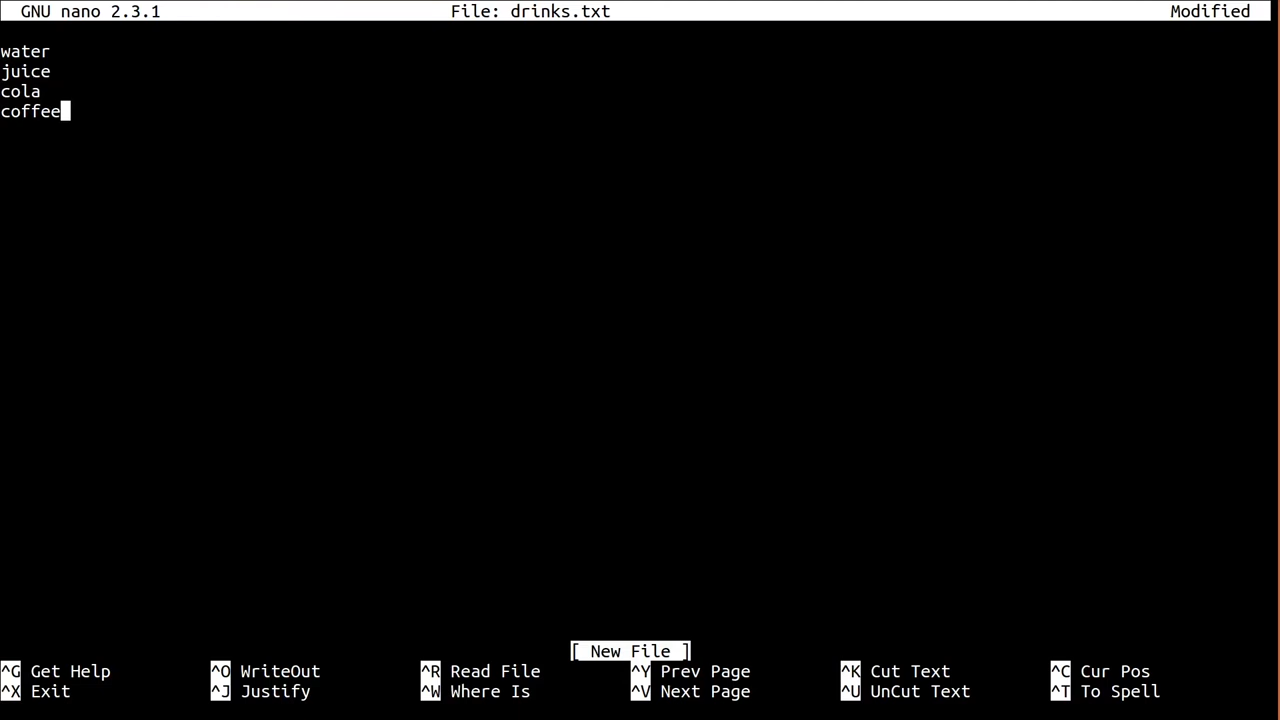 GNU nano 2.3.1 File: drinks.txt Modified
water
juice
cola
coffee
[ New File ]
^G Get Help ^O WriteOut ^R Read File ^Y Prev Page ^K Cut Text ^C Cur Pos
^X Exit ^J Justify ^W Where Is ^V Next Page ^U UnCut Text ^T To Spell